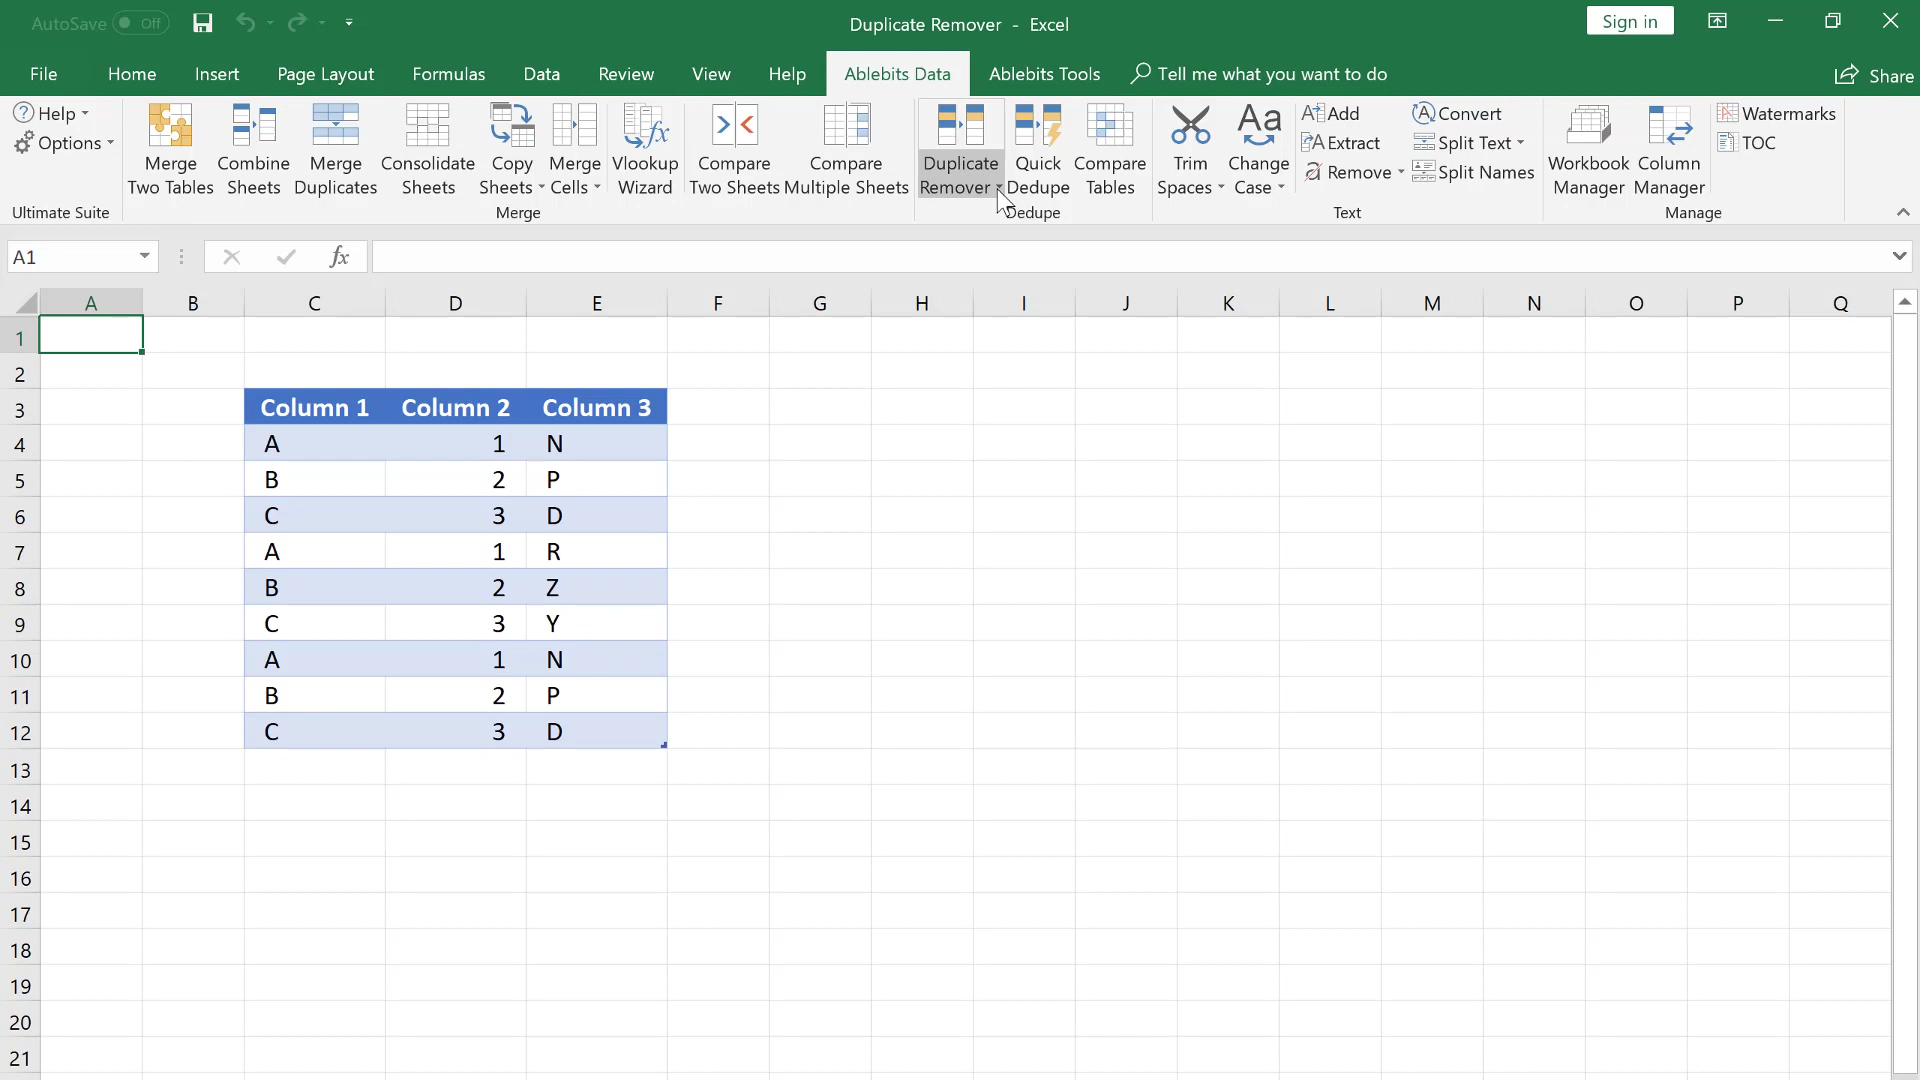 AutoSave Off
Duplicate Remover - Excel
Sign in
File Home Insert Page Layout Formulas Data Review View Help Ablebits Data Ablebits Tools Tell me what you want to do Share
Help
Options
Ultimate Suite
Merge
Two Tables
Combine
Sheets
Merge
Duplicates
Consolidate
Sheets
Copy
Sheets
Merge
Cells
Vlookup
Wizard
Compare
Two Sheets
Compare
Multiple Sheets
Merge
Duplicate
Remover
Quick
Dedupe
Compare
Tables
Dedupe
Trim
Spaces
Aa
Change
Case
Add
Extract
Remove
Convert
Split Text
Split Names
Text
Workbook
Manager
Column
Manager
Watermarks
TOC
Manage
A1
fx
A B C D E F G H I J K L M N O P Q
1
2
3 Column 1 Column 2 Column 3
4 A 1 N
5 B 2 P
6 C 3 D
7 A 1 R
8 B 2 Z
9 C 3 Y
10 A 1 N
11 B 2 P
12 C 3 D
13
14
15
16
17
18
19
20
21